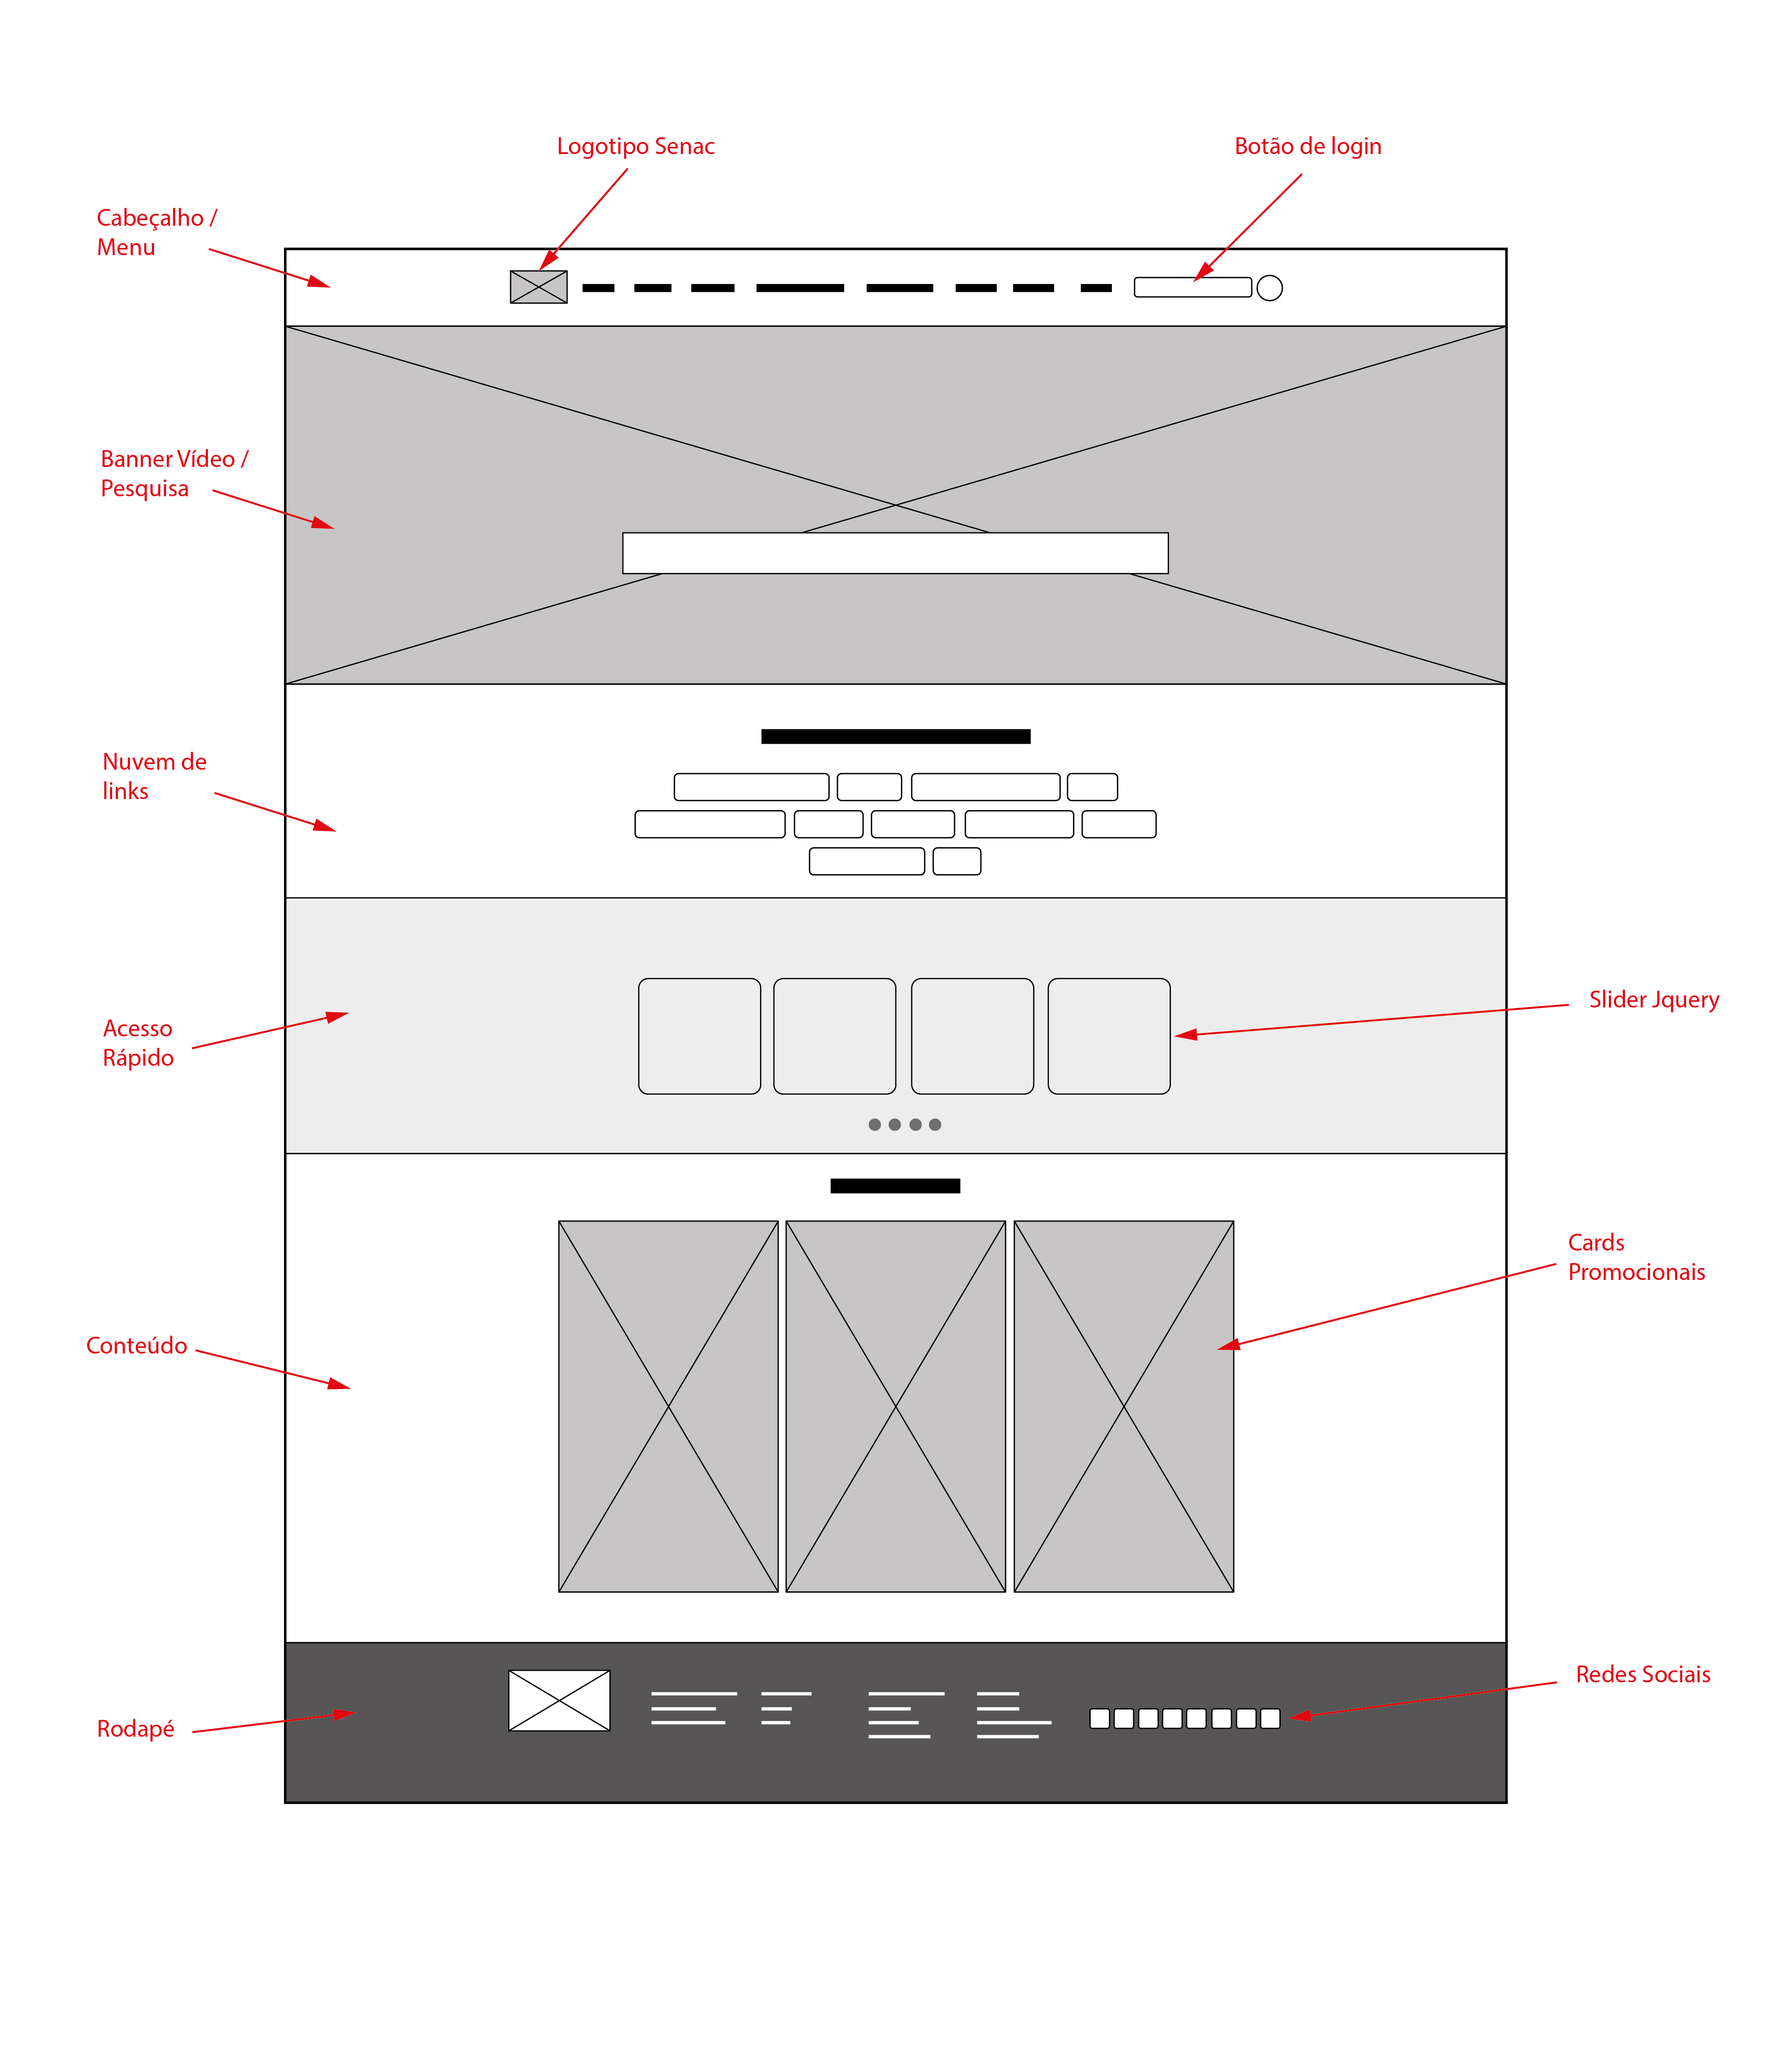 Logotipo Senac
Botão de login
Cabeçalho /
Menu
Banner Vídeo /
Pesquisa
Nuvem de
links
Slider Jquery
Acesso
Rápido
Cards
Promocionais
Conteúdo
Redes Sociais
Rodapé